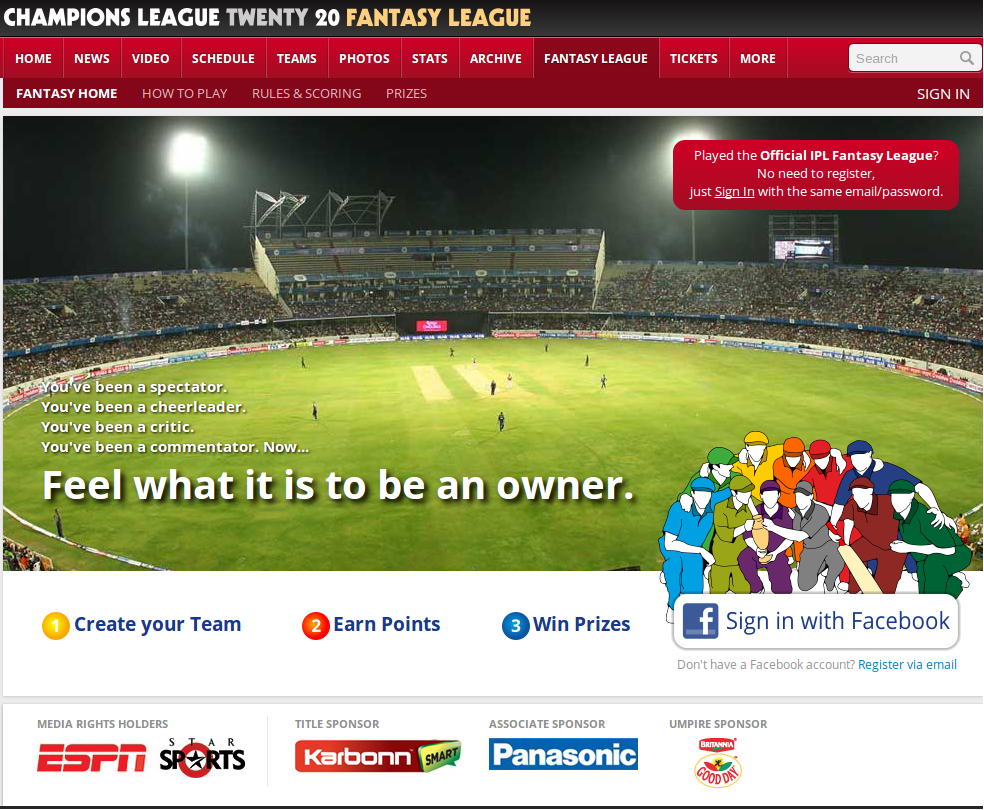 CHAMPIONS LEAGUE TWENTY 20 FANTASY LEAGUE
HOME NEWS VIDEO SCHEDULE TEAMS PHOTOS STATS ARCHIVE FANTASY LEAGUE TICKETS MORE Search
FANTASY HOME HOW TO PLAY RULES & SCORING PRIZES SIGN IN
Played the Official IPL Fantasy League?
No need to register,
just Sign In with the same email/password.
You've been a spectator.
You've been a cheerleader.
You've been a critic.
You've been a commentator. Now...
Feel what it is to be an owner.
1 Create your Team 2 Earn Points 3 Win Prizes
f Sign in with Facebook
Don't have a Facebook account? Register via email
MEDIA RIGHTS HOLDERS TITLE SPONSOR ASSOCIATE SPONSOR UMPIRE SPONSOR
ESPN STAR SPORTS Karbonn SMART Panasonic BRITANNIA GOOD DAY